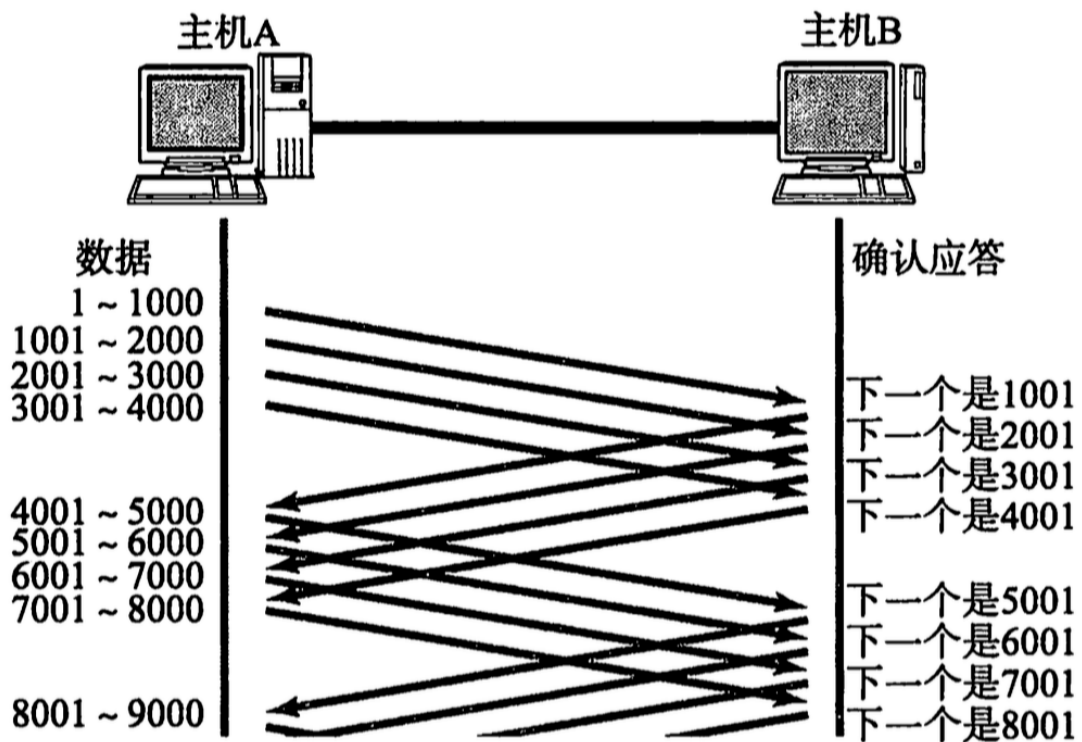 主机A
主机B
数据
确认应答
1 ~ 1000
1001 ~ 2000
2001 ~ 3000
3001 ~ 4000
下一个是1001
下一个是2001
下一个是3001
下一个是4001
4001 ~ 5000
5001 ~ 6000
6001 ~ 7000
7001 ~ 8000
下一个是5001
下一个是6001
下一个是7001
下一个是8001
8001 ~ 9000